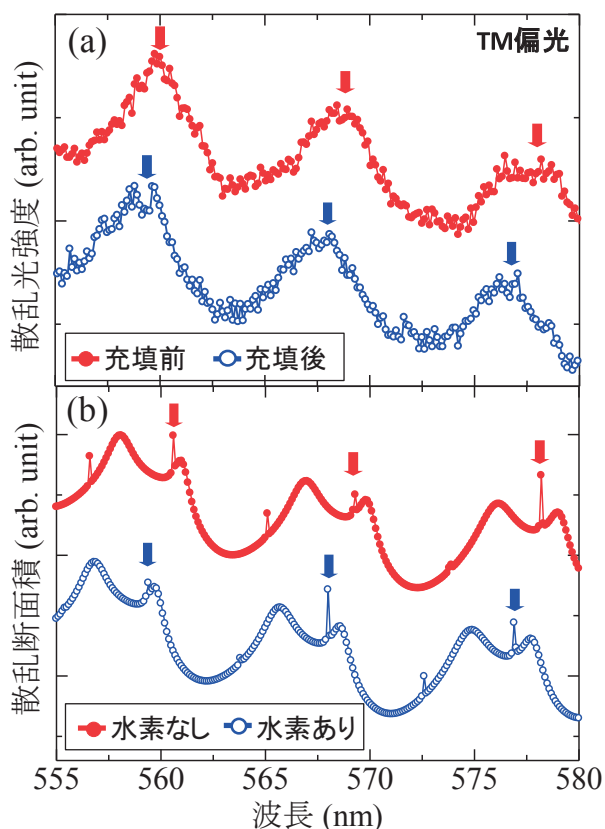 (a)
TM偏光
散乱光強度 (arb. unit)
充填前 充填後
(b)
散乱断面積 (arb. unit)
水素なし 水素あり
555 560 565 570 575 580
波長 (nm)